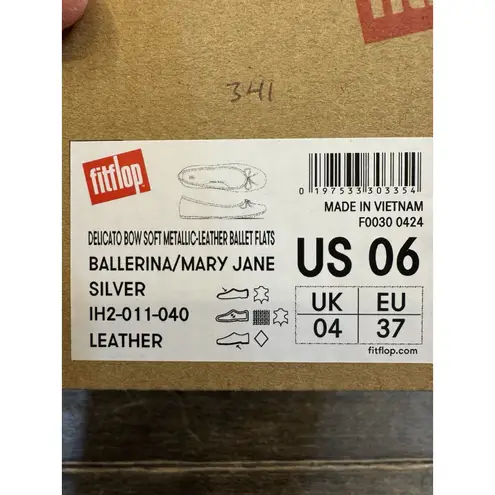 341
fitflop
DELICATO BOW SOFT METALLIC-LEATHER BALLET FLATS
BALLERINA/MARY JANE
SILVER
IH2-011-040
LEATHER
0 197533 303354
MADE IN VIETNAM
F0030 0424
US 06
UK EU
04 37
fitflop.com